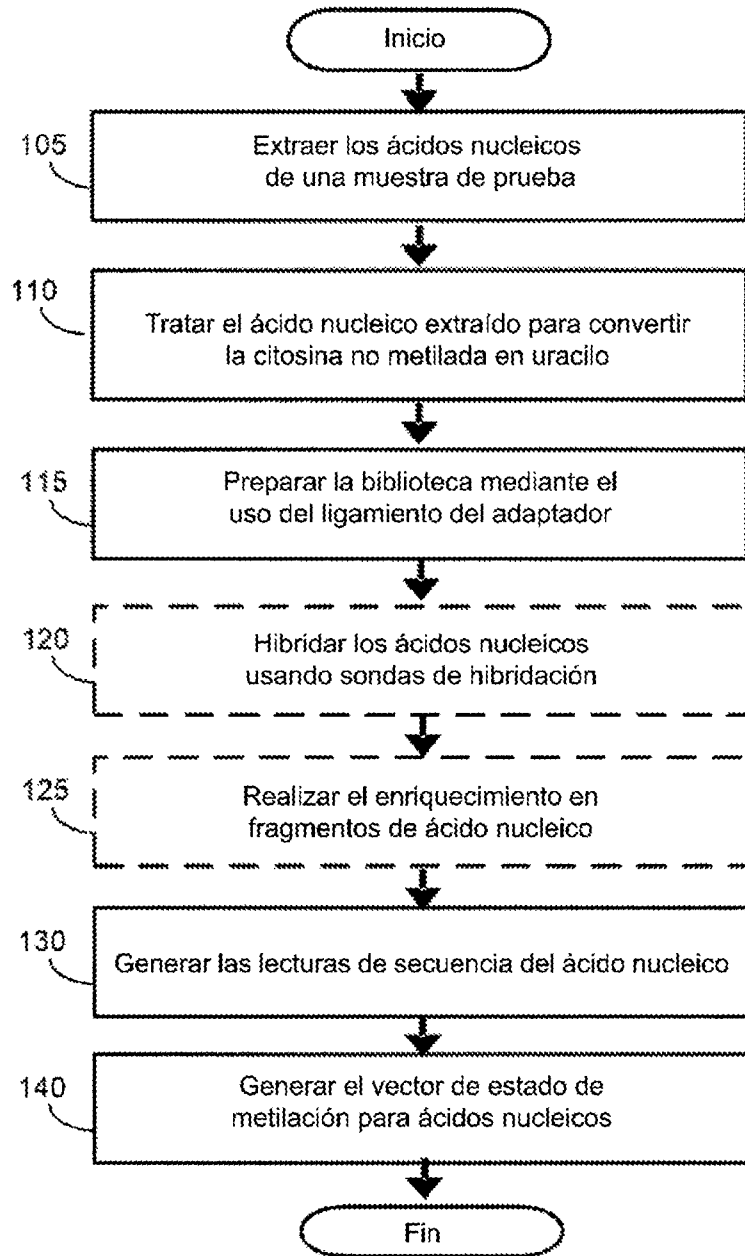 Inicio
105
Extraer los ácidos nucleicos
de una muestra de prueba
110
Tratar el ácido nucleico extraído para convertir
la citosina no metilada en uracilo
115
Preparar la biblioteca mediante el
uso del ligamiento del adaptador
120
Hibridar los ácidos nucleicos
usando sondas de hibridación
125
Realizar el enriquecimiento en
fragmentos de ácido nucleico
130
Generar las lecturas de secuencia del ácido nucleico
140
Generar el vector de estado de
metilación para ácidos nucleicos
Fin